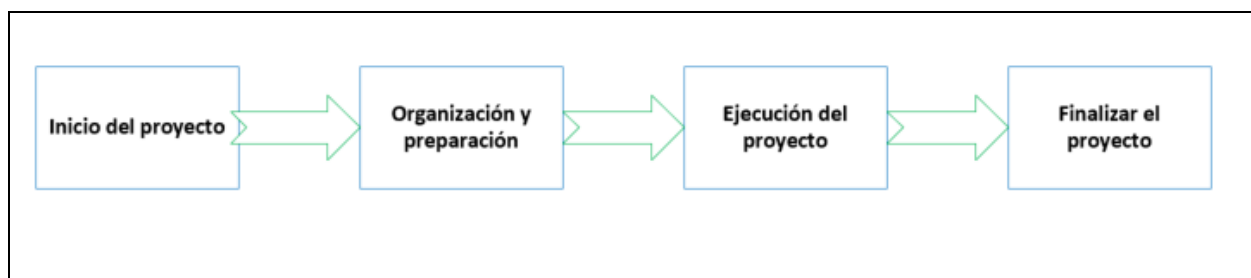 Inicio del proyecto
Organización y
preparación
Ejecución del
proyecto
Finalizar el
proyecto